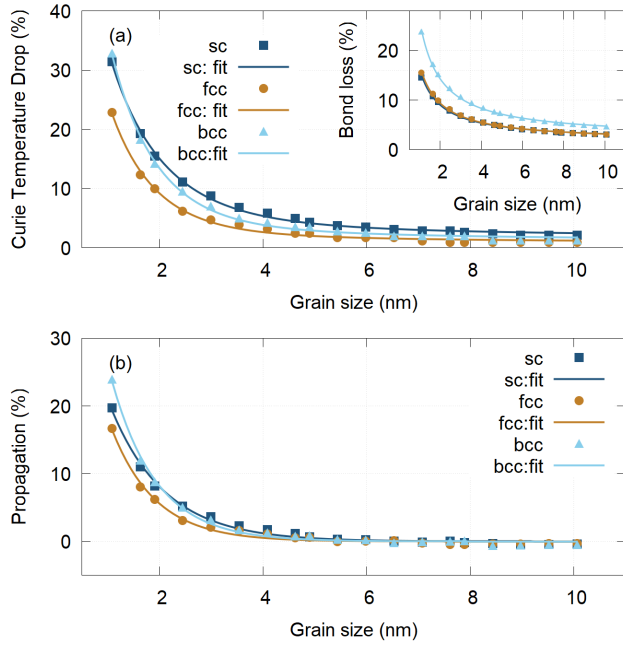 (a)
sc
sc: fit
fcc
fcc: fit
bcc
bcc:fit
Curie Temperature Drop (%)
40
30
20
10
0
2
4
6
8
10
Grain size (nm)
Bond loss (%)
20
10
0
2
4
6
8
10
Grain size (nm)
(b)
sc
sc:fit
fcc
fcc:fit
bcc
bcc:fit
Propagation (%)
30
20
10
0
2
4
6
8
10
Grain size (nm)